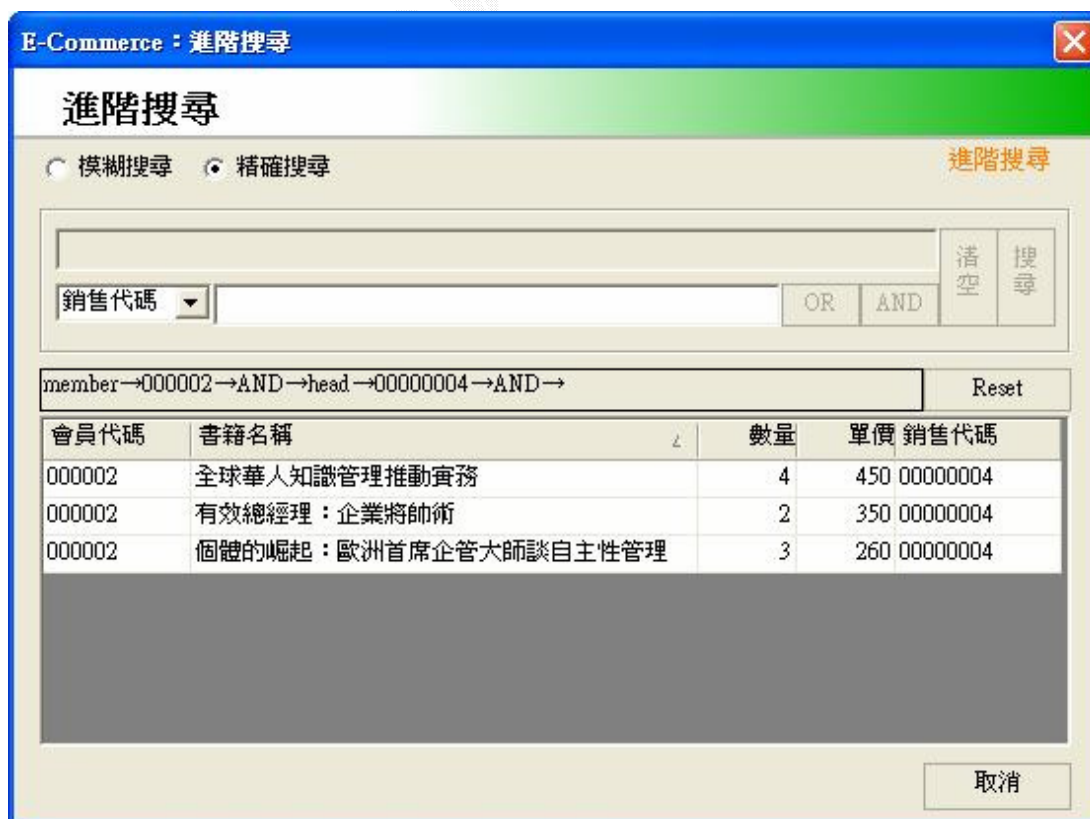 E-Commerce：進階搜尋
進階搜尋
模糊搜尋 精確搜尋 進階搜尋
清空 搜尋
銷售代碼 OR AND
member→000002→AND→head→00000004→AND→ Reset
會員代碼 書籍名稱 數量 單價 銷售代碼
000002 全球華人知識管理推動實務 4 450 00000004
000002 有效總經理：企業將帥術 2 350 00000004
000002 個體的崛起：歐洲首席企管大師談自主性管理 3 260 00000004
取消